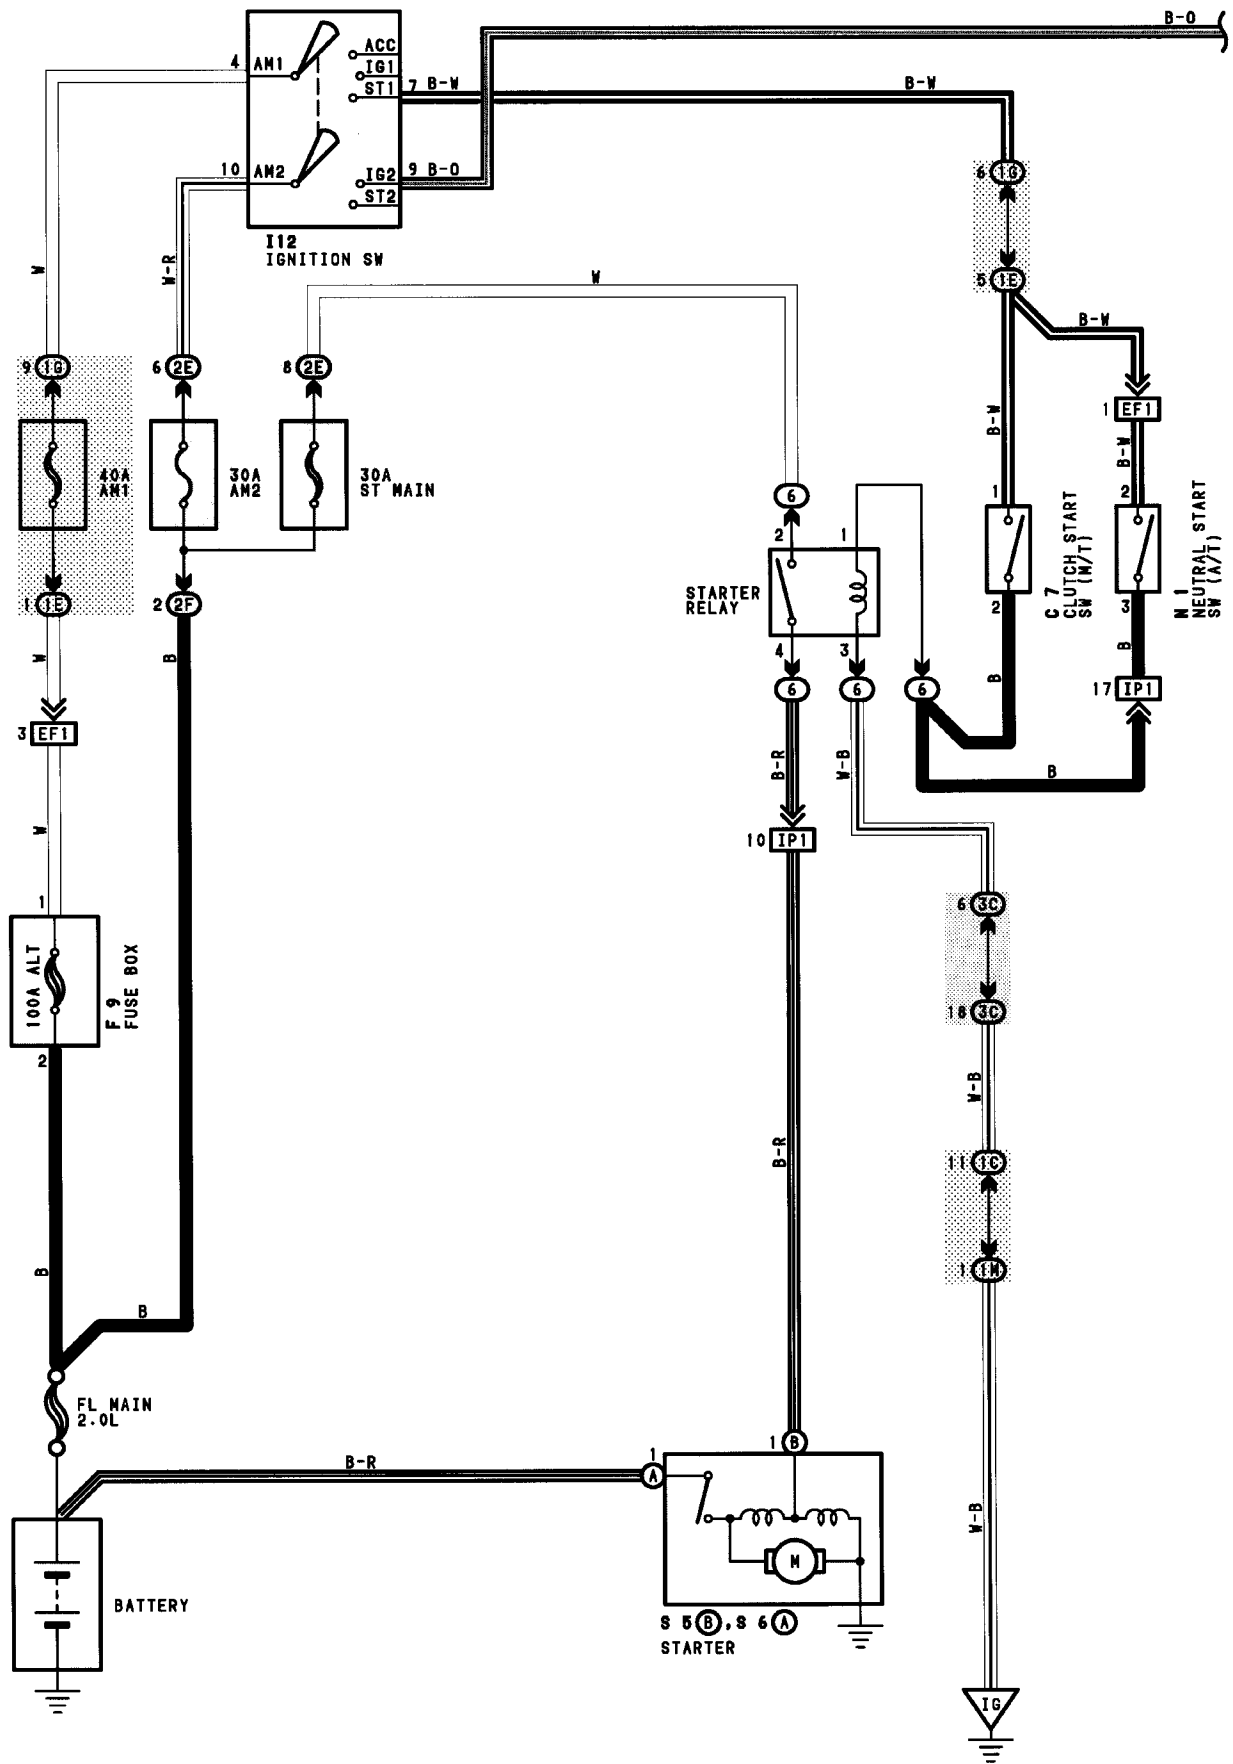 B-O
4 AM1
ACC
IG1
ST1
7 B-W
B-W
10 AM2
IG2
9 B-O
ST2
I12
IGNITION SW
6 1G
W
W-R
W
5 1E
B-W
9 1G
6 2E
8 2E
1 EF1
B-W
B-W
40A
AM1
30A
AM2
30A
ST MAIN
6
2
1
1
2
C 7
CLUTCH START
SW (M/T)
N 1
NEUTRAL START
SW (A/T)
STARTER
RELAY
1 1E
2 2F
2
3
4
3
W
B
B
B
6
6
6
17 IP1
3 EF1
B-R
W-B
B
W
10 IP1
1
6 3C
100A ALT
F 9
FUSE BOX
18 3C
2
W-B
B-R
11 1C
B
1 1M
B
FL MAIN
2.0L
1 B
B-R
1
A
W-B
M
BATTERY
S 5 B, S 6 A
STARTER
IG